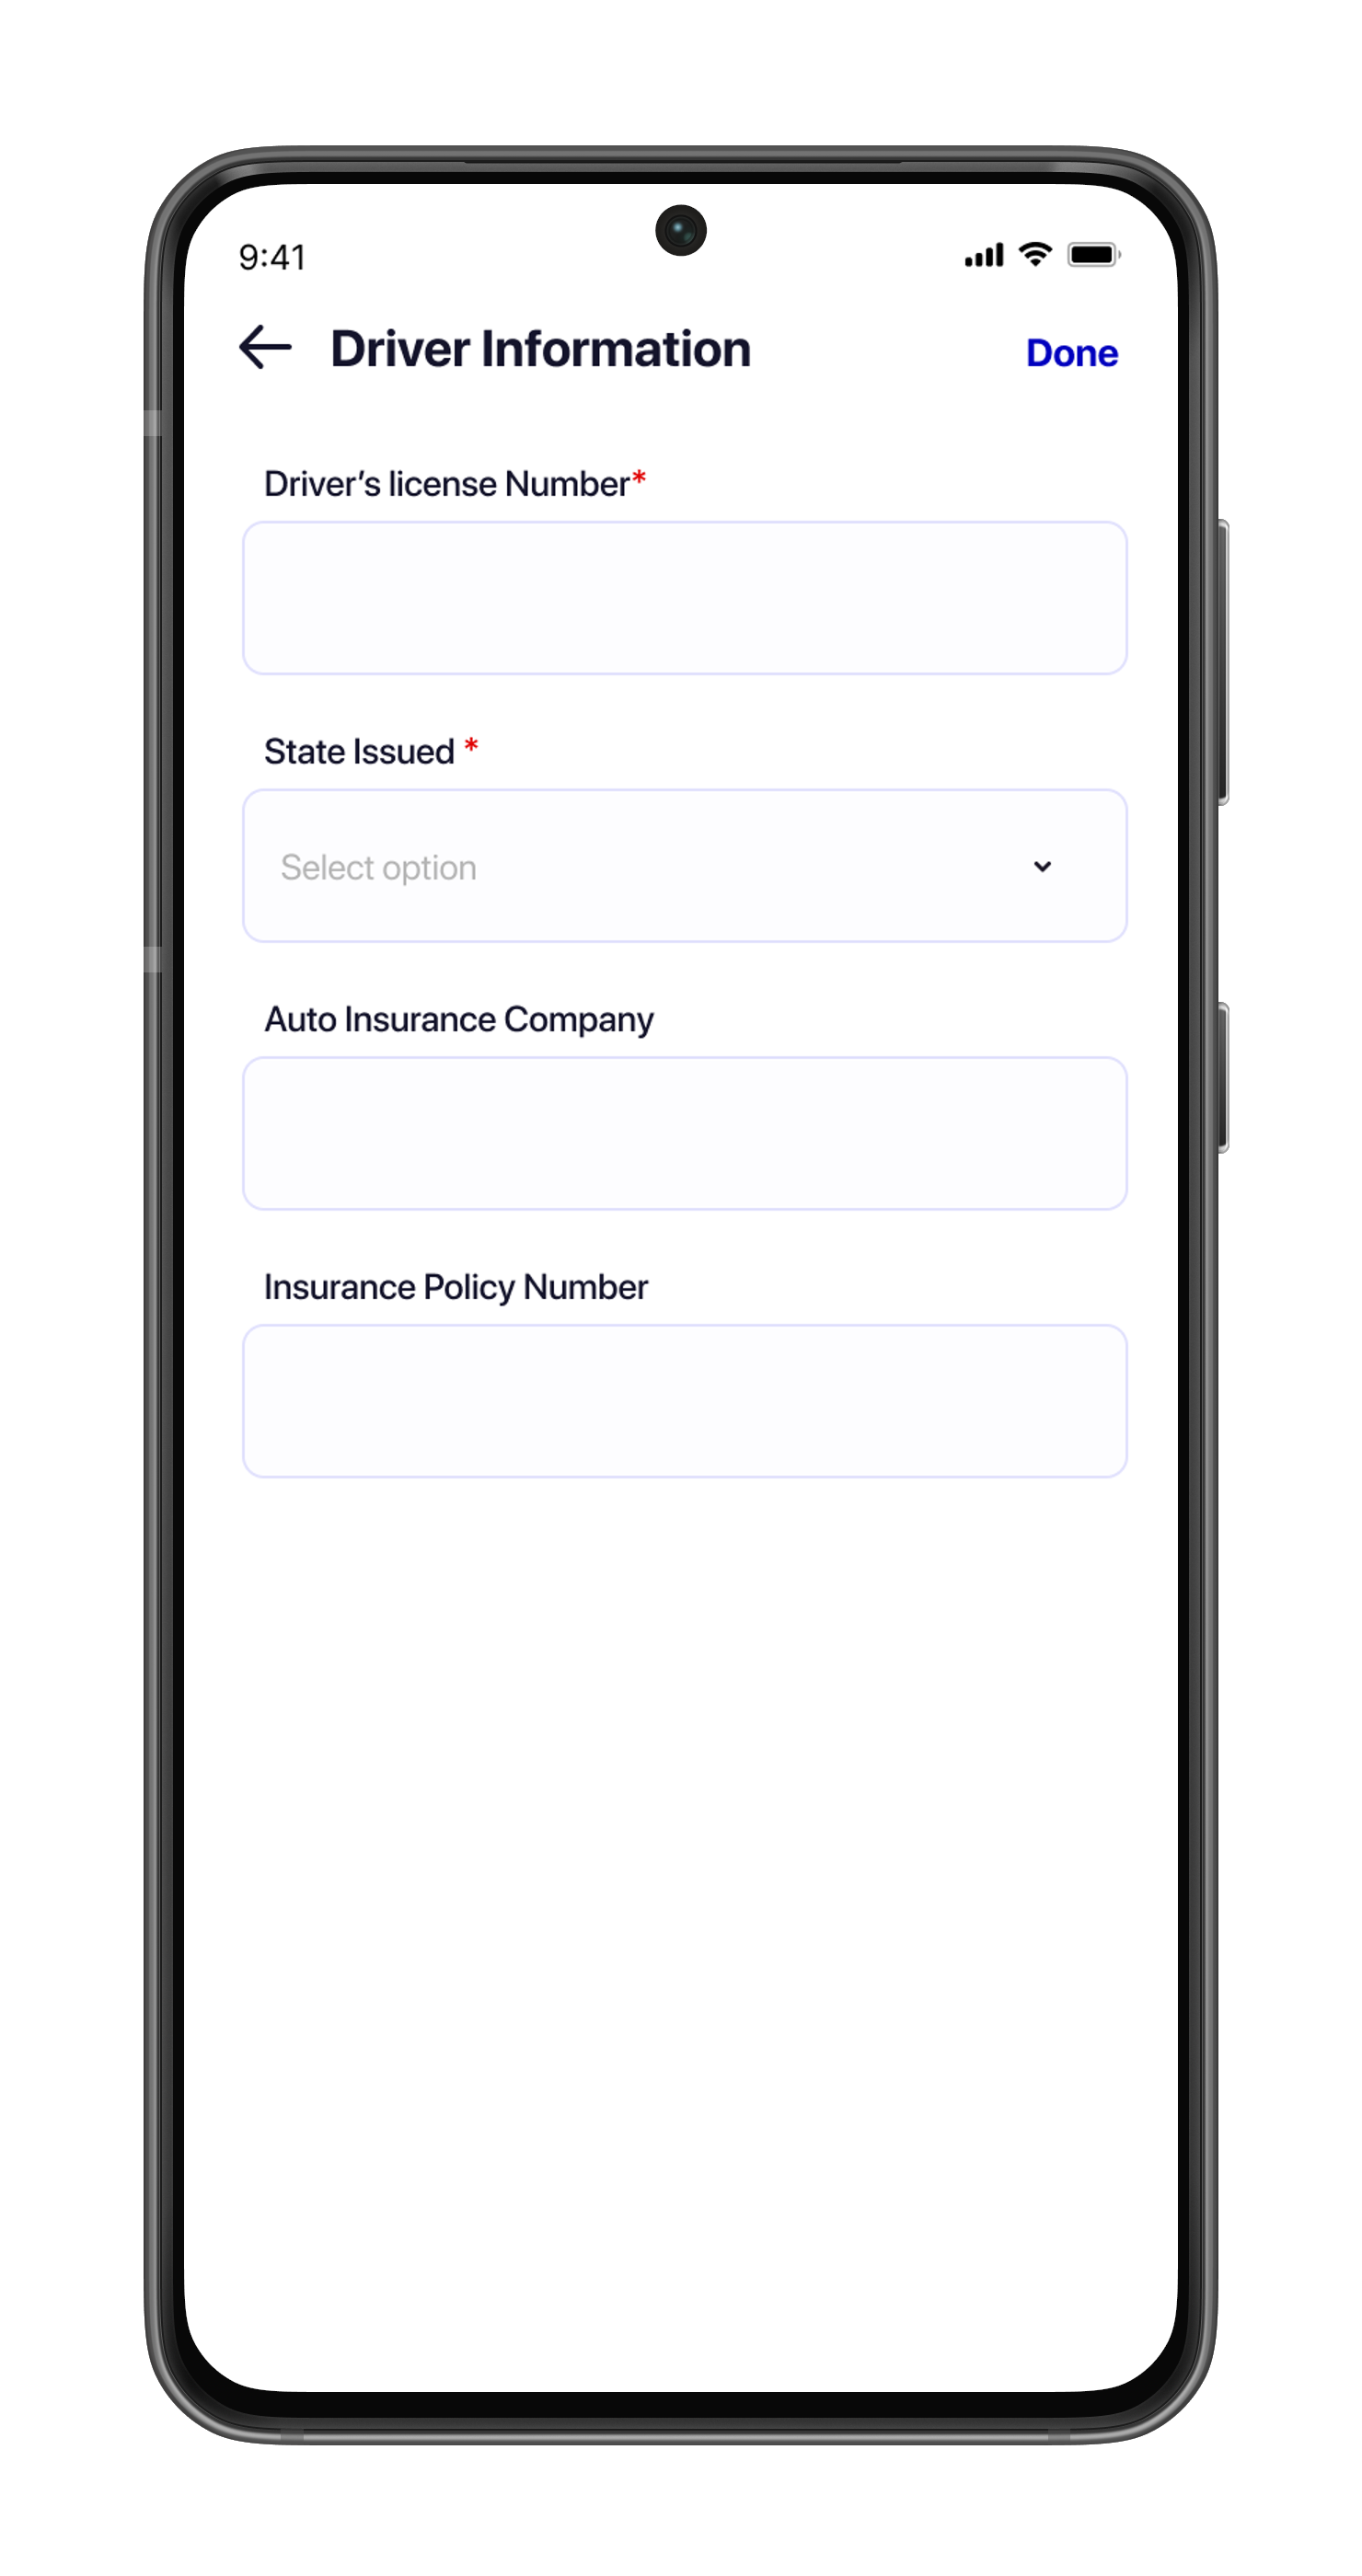 9:41
Driver Information
Done
Driver’s license Number*
State Issued *
Select option
Auto Insurance Company
Insurance Policy Number